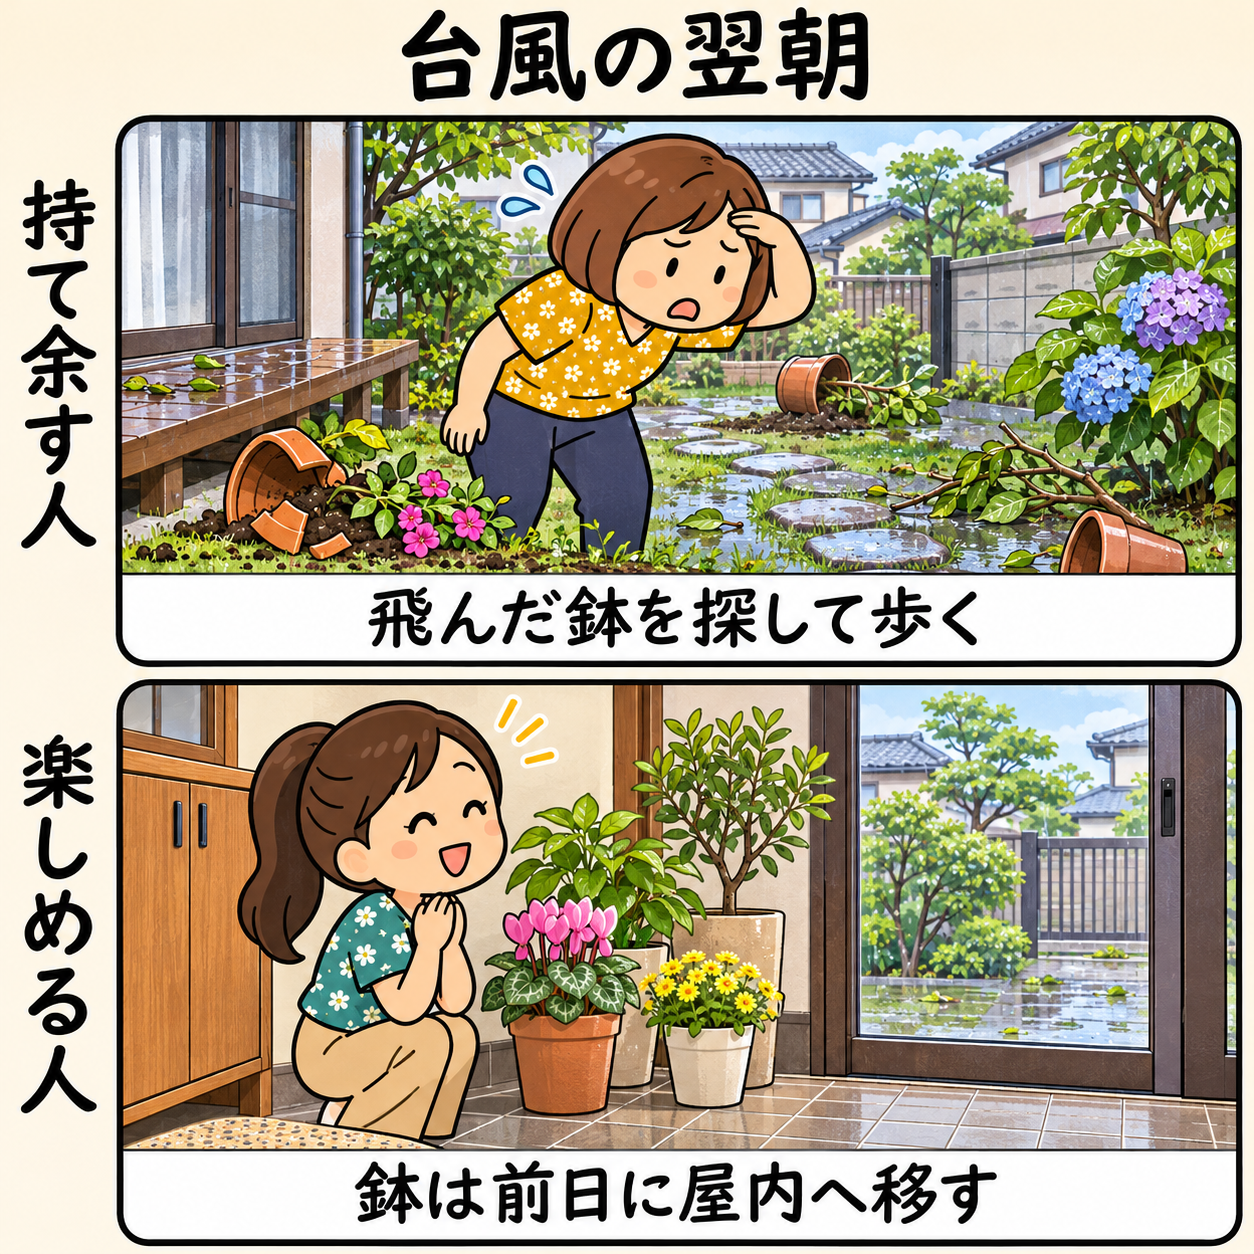 台風の翌朝
持て余す人
飛んだ鉢を探して歩く
楽しめる人
鉢は前日に屋内へ移す